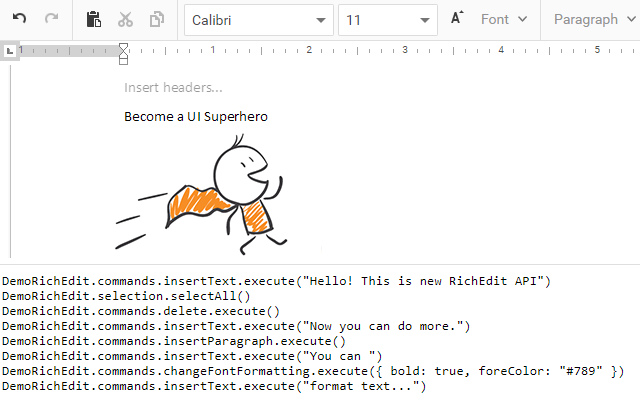 Calibri 11 Font Paragraph
1 1 2 3 4 5
Insert headers...
Become a UI Superhero
DemoRichEdit.commands.insertText.execute("Hello! This is new RichEdit API")
DemoRichEdit.selection.selectAll()
DemoRichEdit.commands.delete.execute()
DemoRichEdit.commands.insertText.execute("Now you can do more.")
DemoRichEdit.commands.insertParagraph.execute()
DemoRichEdit.commands.insertText.execute("You can ")
DemoRichEdit.commands.changeFontFormatting.execute({ bold: true, foreColor: "#789" })
DemoRichEdit.commands.insertText.execute("format text...")